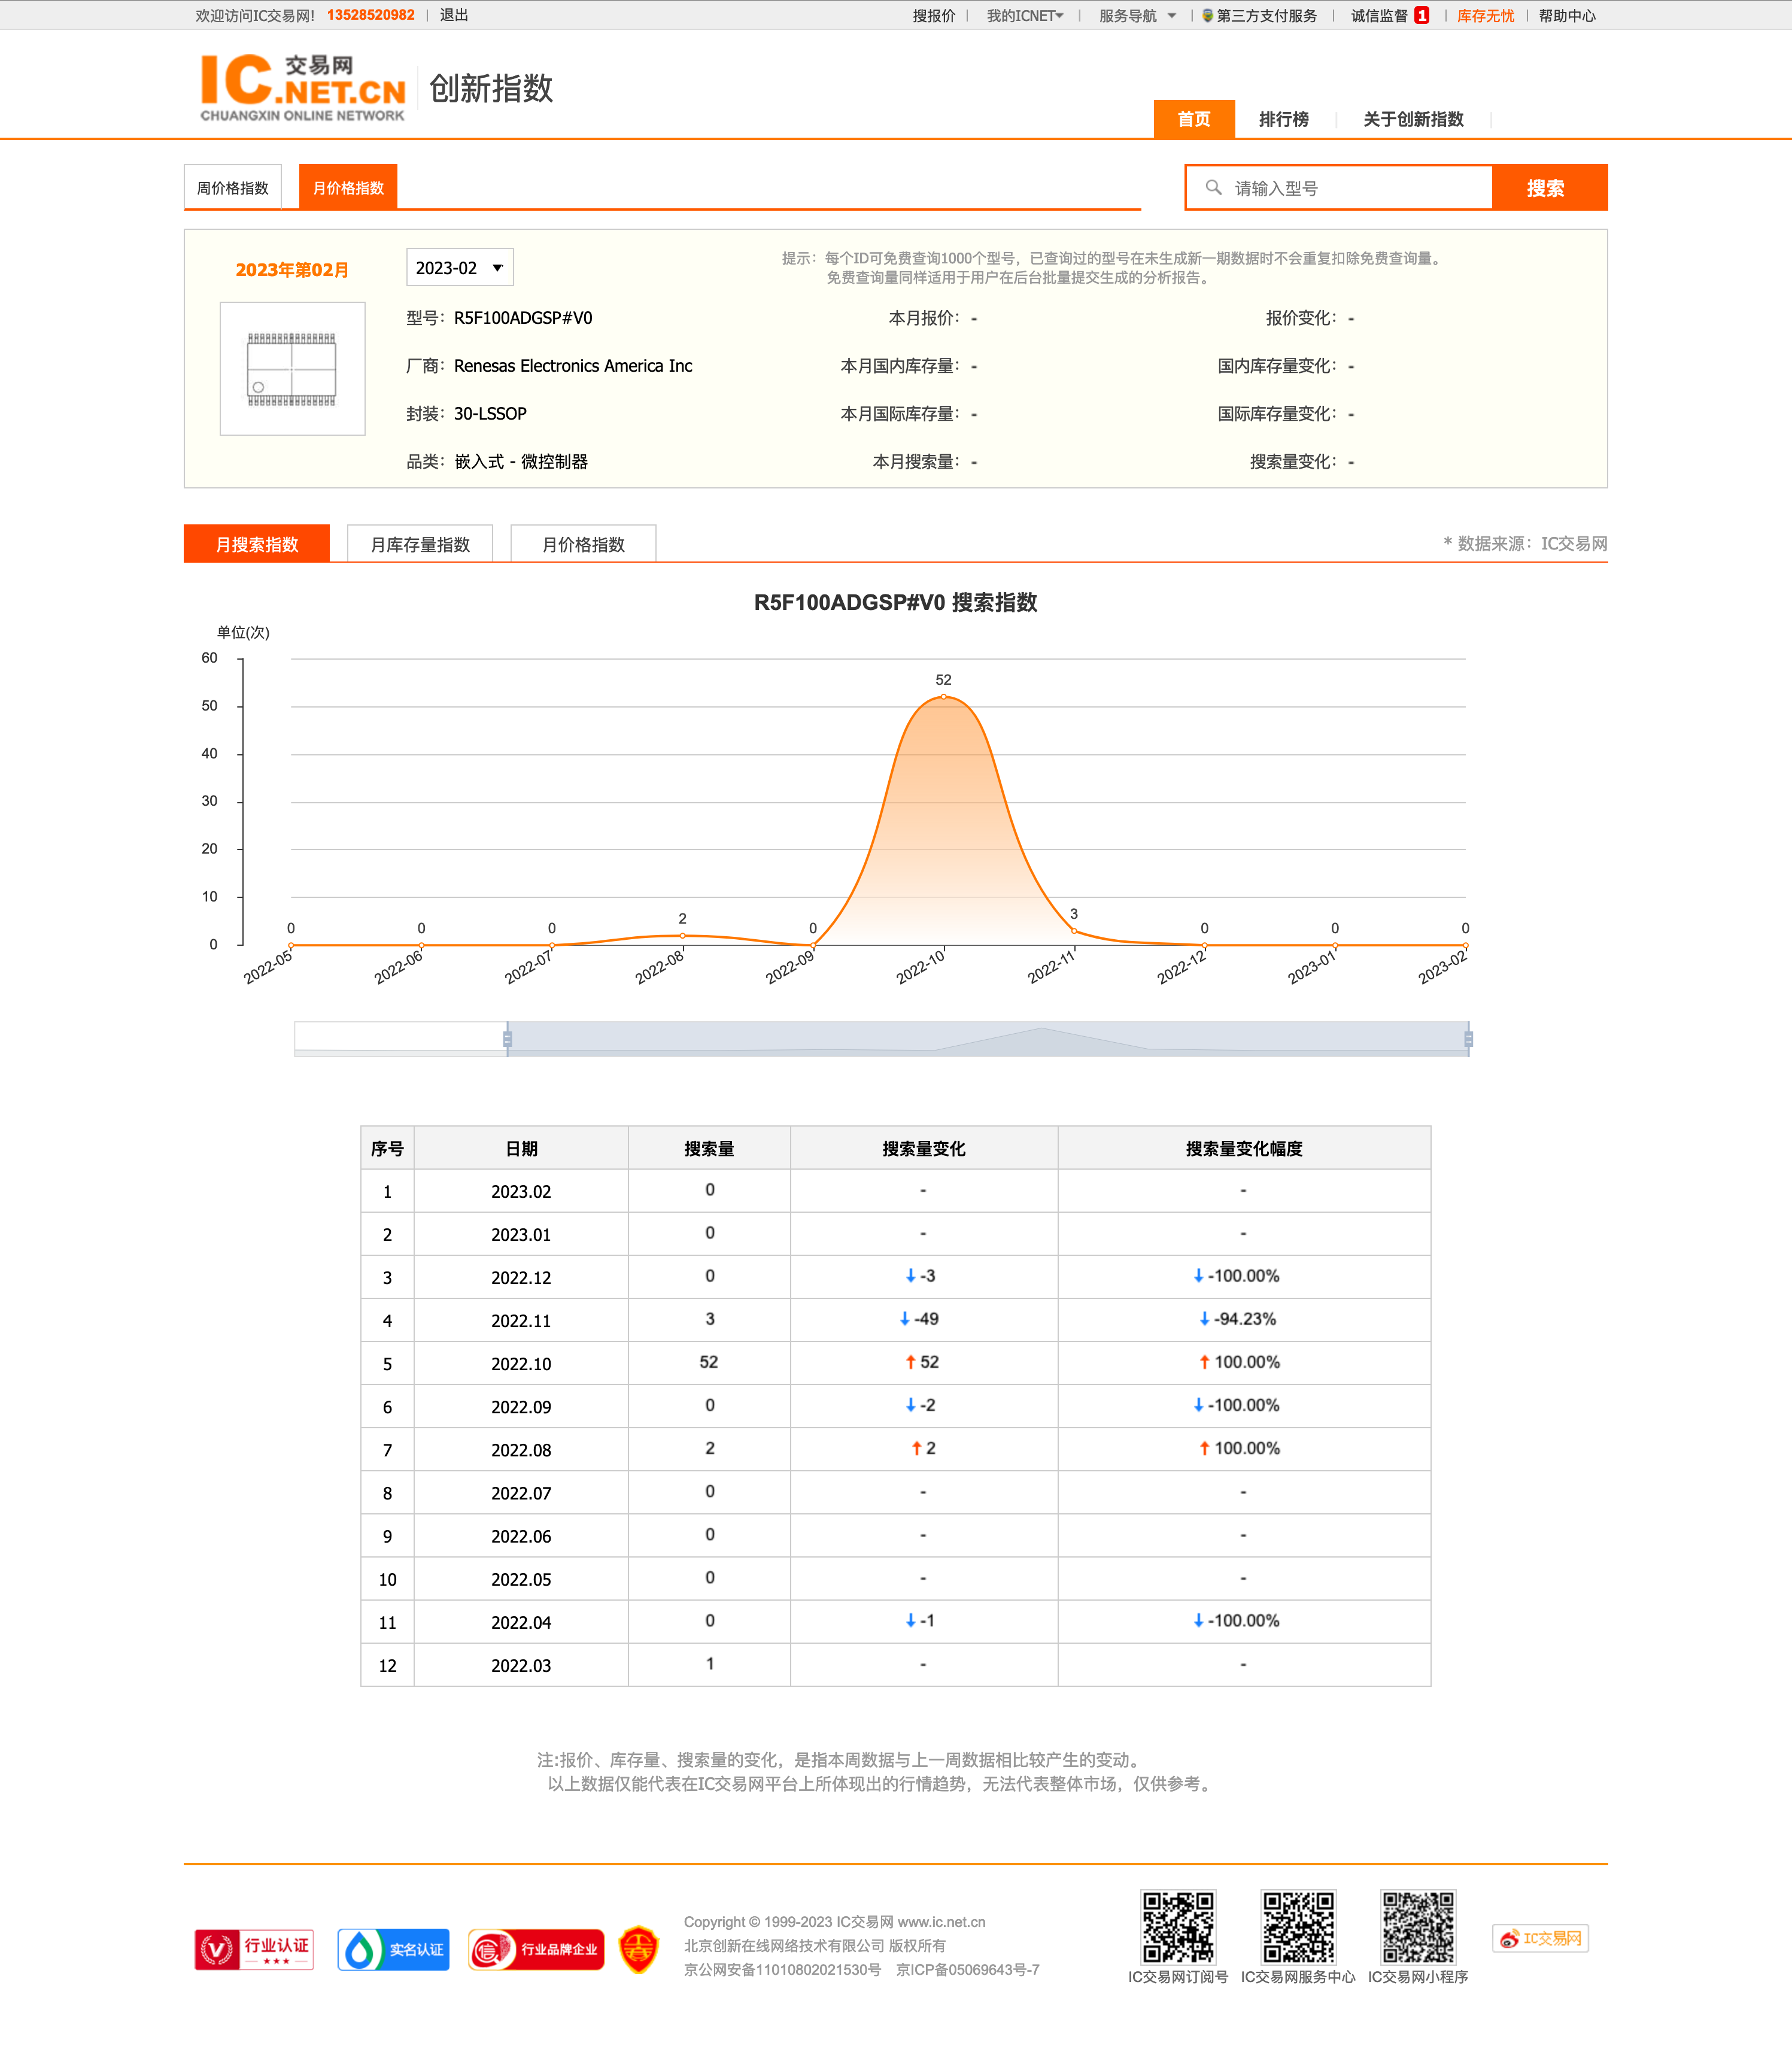 欢迎访问IC交易网! 13528520982 | 退出 搜报价 | 我的ICNET | 服务导航 | 第三方支付服务 | 诚信监督 1 | 库存无忧 | 帮助中心
IC.NET.CN 交易网
CHUANGXIN ONLINE NETWORK
创新指数
首页 排行榜 关于创新指数
周价格指数 月价格指数 请输入型号 搜索
2023年第02月 2023-02
提示：每个ID可免费查询1000个型号，已查询过的型号在未生成新一期数据时不会重复扣除免费查询量。
免费查询量同样适用于用户在后台批量提交生成的分析报告。
型号：R5F100ADGSP#V0 本月报价：- 报价变化：-
厂商：Renesas Electronics America Inc 本月国内库存量：- 国内库存量变化：-
封装：30-LSSOP 本月国际库存量：- 国际库存量变化：-
品类：嵌入式 - 微控制器 本月搜索量：- 搜索量变化：-
月搜索指数 月库存量指数 月价格指数 * 数据来源：IC交易网
R5F100ADGSP#V0 搜索指数
单位(次)
60
52
50
40
30
20
10
0 0 0 2 0 3 0 0 0
0
2022-05 2022-06 2022-07 2022-08 2022-09 2022-10 2022-11 2022-12 2023-01 2023-02
序号 日期 搜索量 搜索量变化 搜索量变化幅度
1 2023.02 0 - -
2 2023.01 0 - -
3 2022.12 0 ↓-3 ↓-100.00%
4 2022.11 3 ↓-49 ↓-94.23%
5 2022.10 52 ↑52 ↑100.00%
6 2022.09 0 ↓-2 ↓-100.00%
7 2022.08 2 ↑2 ↑100.00%
8 2022.07 0 - -
9 2022.06 0 - -
10 2022.05 0 - -
11 2022.04 0 ↓-1 ↓-100.00%
12 2022.03 1 - -
注:报价、库存量、搜索量的变化，是指本周数据与上一周数据相比较产生的变动。
以上数据仅能代表在IC交易网平台上所体现出的行情趋势，无法代表整体市场，仅供参考。
行业认证
实名认证
信 行业品牌企业
Copyright © 1999-2023 IC交易网 www.ic.net.cn
北京创新在线网络技术有限公司 版权所有
京公网安备11010802021530号 京ICP备05069643号-7
IC交易网订阅号 IC交易网服务中心 IC交易网小程序
IC交易网